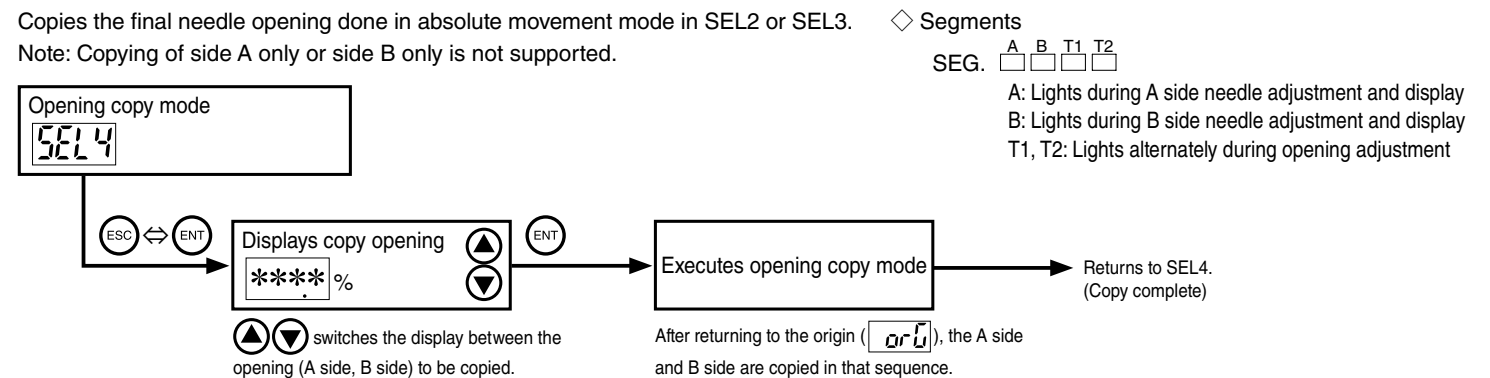 Copies the final needle opening done in absolute movement mode in SEL2 or SEL3.
Note: Copying of side A only or side B only is not supported.
◇ Segments
A B T1 T2
SEG. □□□□
A: Lights during A side needle adjustment and display
B: Lights during B side needle adjustment and display
T1, T2: Lights alternately during opening adjustment
Opening copy mode
SEL4
ESC ⇔ ENT
Displays copy opening ▲
***.* % ▼
ENT
Executes opening copy mode
Returns to SEL4.
(Copy complete)
▲▼ switches the display between the
opening (A side, B side) to be copied.
After returning to the origin ( orG ), the A side
and B side are copied in that sequence.